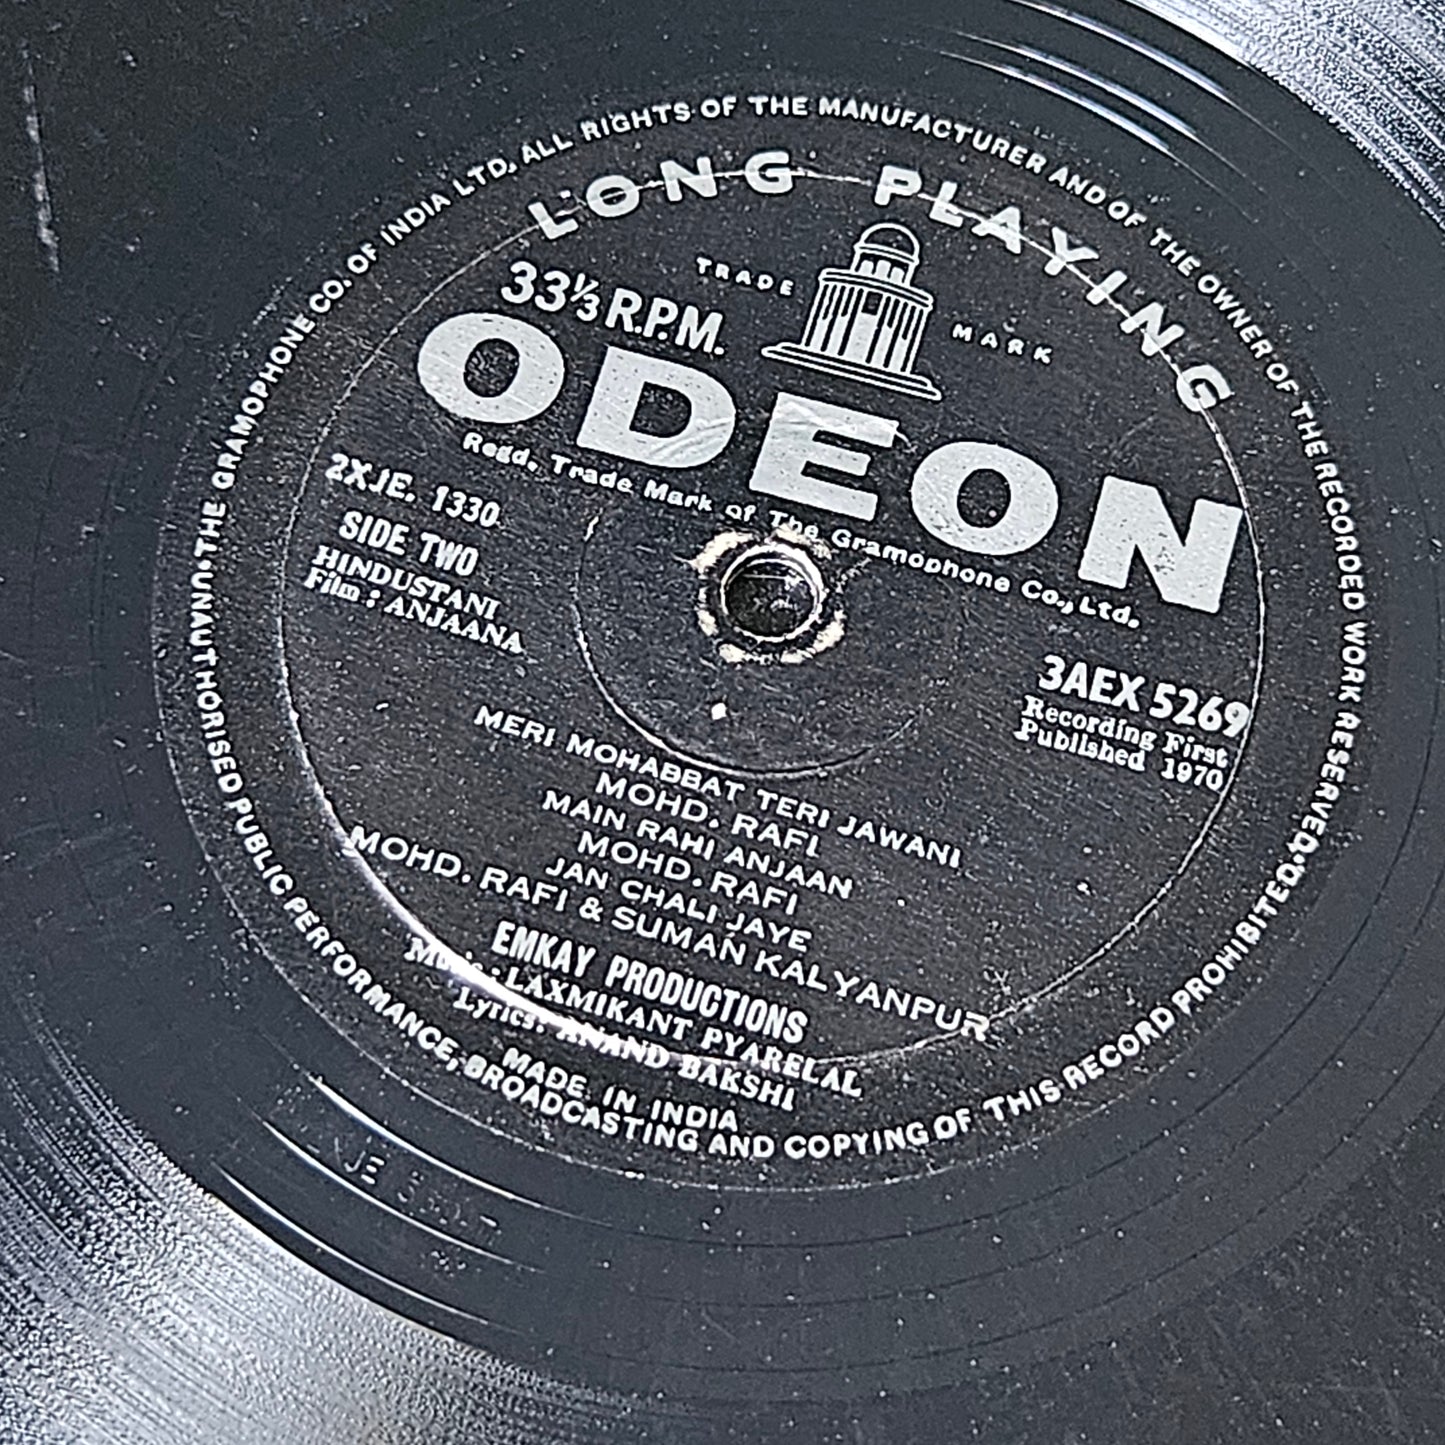 THE GRAMOPHONE CO. OF INDIA LTD, ALL RIGHTS OF THE MANUFACTURER AND OF THE OWNER OF THE RECORDED WORK RESERVED.
UNAUTHORISED PUBLIC PERFORMANCE, BROADCASTING AND COPYING OF THIS RECORD PROHIBITED.
LONG PLAYING
TRADE MARK
33⅓ R.P.M.
ODEON
Regd. Trade Mark of The Gramophone Co., Ltd.
2XJE. 1330
SIDE TWO
HINDUSTANI
Film : ANJAANA
3AEX 5269
Recording First
Published 1970
MERI MOHABBAT TERI JAWANI
MOHD. RAFI
MAIN RAHI ANJAAN
MOHD. RAFI
JAN CHALI JAYE
MOHD. RAFI & SUMAN KALYANPUR
EMKAY PRODUCTIONS
Music : LAXMIKANT PYARELAL
Lyrics: ANAND BAKSHI
MADE IN INDIA